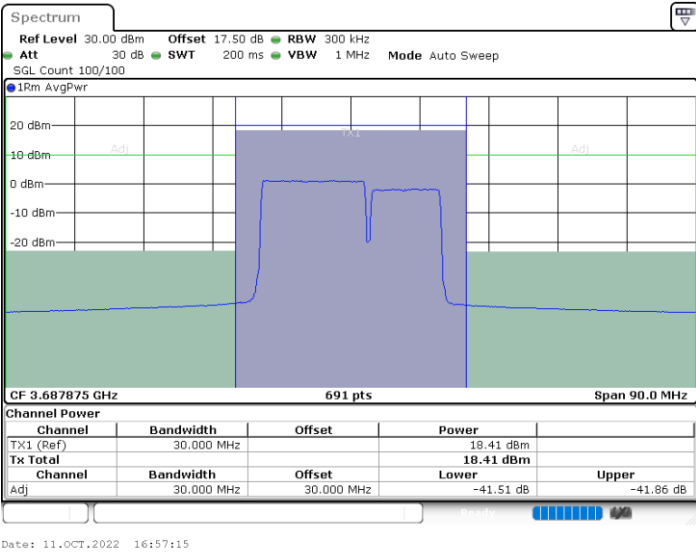 Spectrum
Ref Level 30.00 dBm Offset 17.50 dB RBW 300 kHz
Att 30 dB SWT 200 ms VBW 1 MHz Mode Auto Sweep
SGL Count 100/100
1Rm AvgPwr
20 dBm
TX1
Adj Adj
10 dBm
0 dBm
-10 dBm
-20 dBm
CF 3.687875 GHz 691 pts Span 90.0 MHz
Channel Power
Channel Bandwidth Offset Power
TX1 (Ref) 30.000 MHz 18.41 dBm
Tx Total 18.41 dBm
Channel Bandwidth Offset Lower Upper
Adj 30.000 MHz 30.000 MHz -41.51 dB -41.86 dB
Ready
Date: 11.OCT.2022 16:57:15